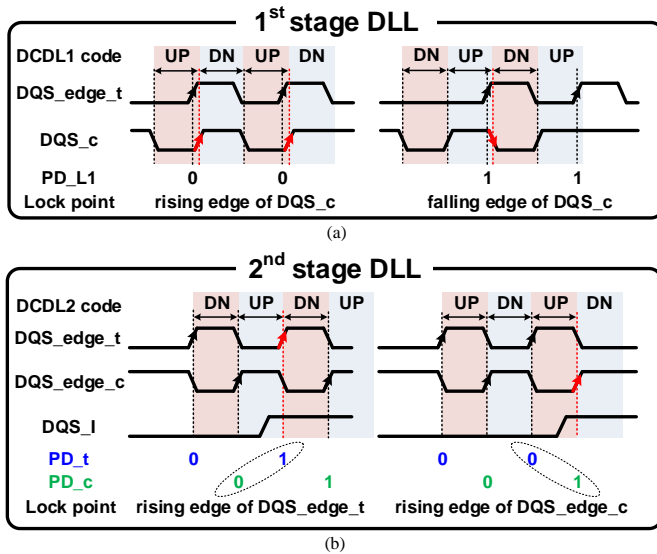 1st stage DLL
DCDL1 code UP DN UP DN DN UP DN UP
DQS_edge_t
DQS_c
PD_L1 0 0 1 1
Lock point rising edge of DQS_c falling edge of DQS_c
(a)
2nd stage DLL
DCDL2 code DN UP DN UP UP DN UP DN
DQS_edge_t
DQS_edge_c
DQS_I
PD_t 0 1 0 0
PD_c 0 1 0 1
Lock point rising edge of DQS_edge_t rising edge of DQS_edge_c
(b)